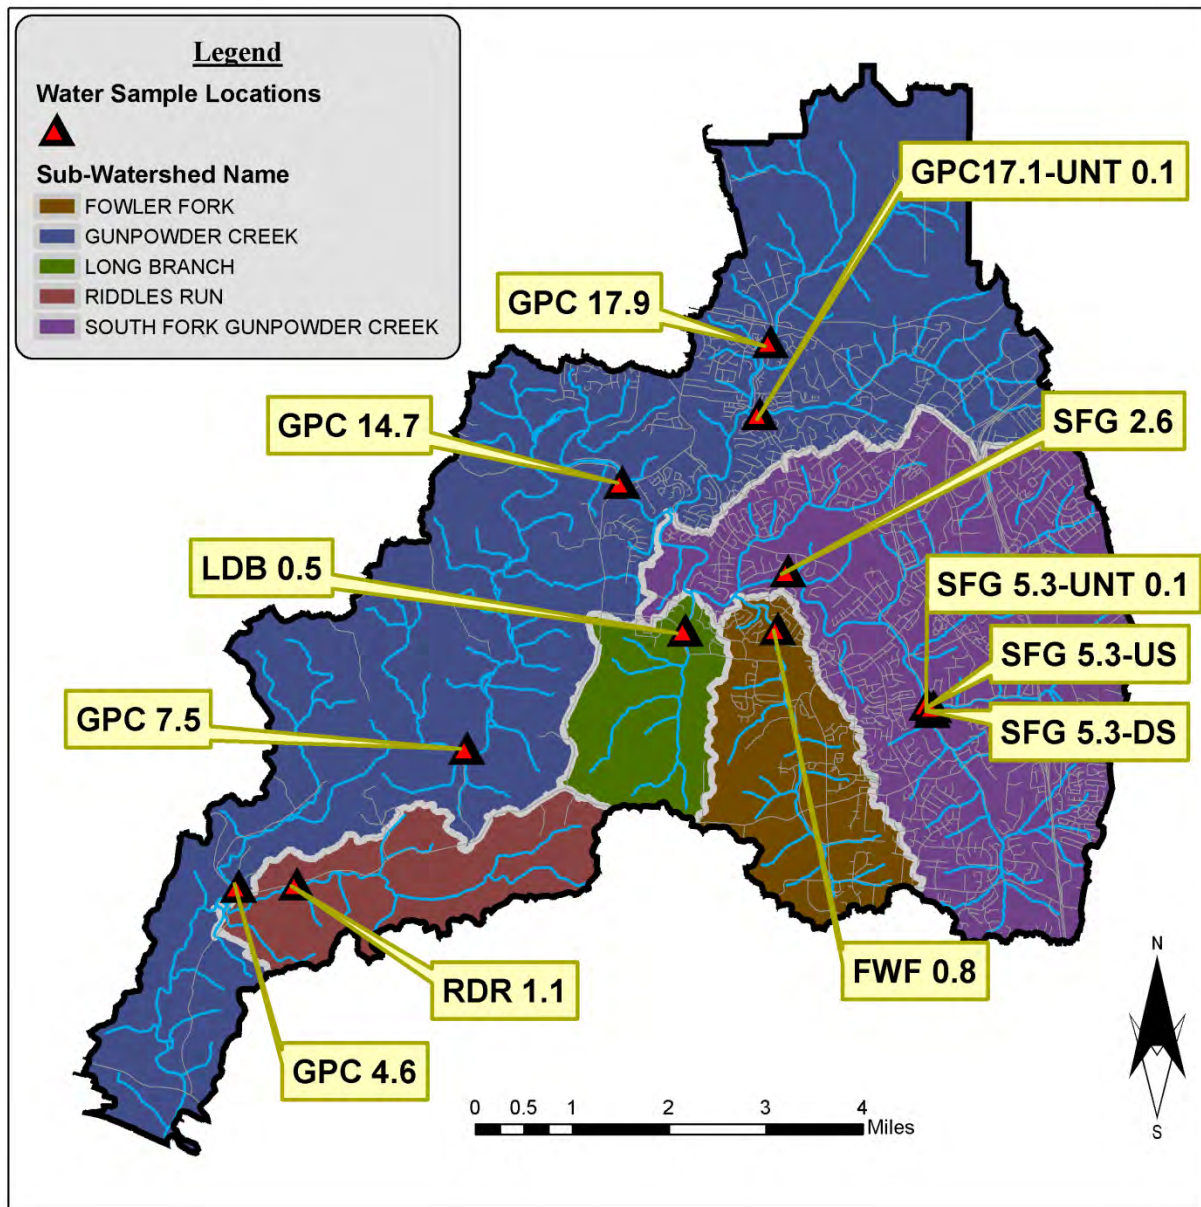 Legend
Water Sample Locations
Sub-Watershed Name
FOWLER FORK
GUNPOWDER CREEK
LONG BRANCH
RIDDLES RUN
SOUTH FORK GUNPOWDER CREEK
GPC17.1-UNT 0.1
GPC 17.9
GPC 14.7
SFG 2.6
LDB 0.5
SFG 5.3-UNT 0.1
SFG 5.3-US
SFG 5.3-DS
GPC 7.5
FWF 0.8
RDR 1.1
GPC 4.6
N
S
0 0.5 1 2 3 4
Miles